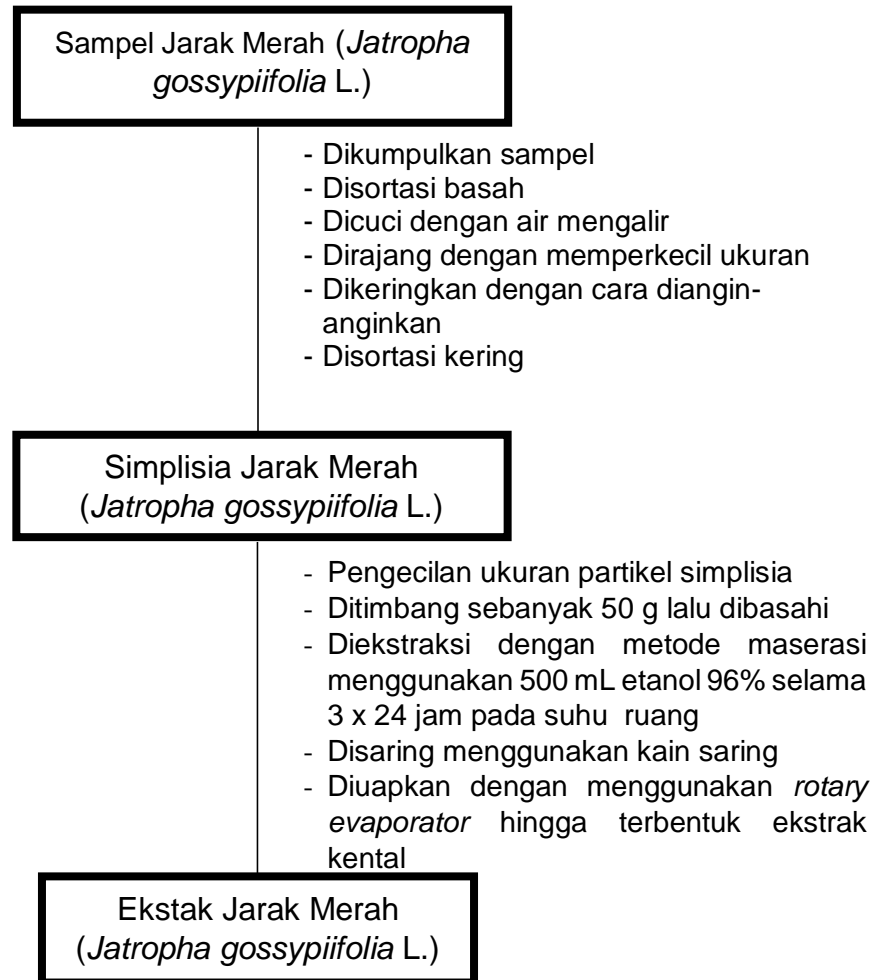 Sampel Jarak Merah (Jatropha
gossypiifolia L.)
- Dikumpulkan sampel
- Disortasi basah
- Dicuci dengan air mengalir
- Dirajang dengan memperkecil ukuran
- Dikeringkan dengan cara diangin-
anginkan
- Disortasi kering
Simplisia Jarak Merah
(Jatropha gossypiifolia L.)
- Pengecilan ukuran partikel simplisia
- Ditimbang sebanyak 50 g lalu dibasahi
- Diekstraksi dengan metode maserasi
menggunakan 500 mL etanol 96% selama
3 x 24 jam pada suhu ruang
- Disaring menggunakan kain saring
- Diuapkan dengan menggunakan rotary
evaporator hingga terbentuk ekstrak
kental
Ekstak Jarak Merah
(Jatropha gossypiifolia L.)